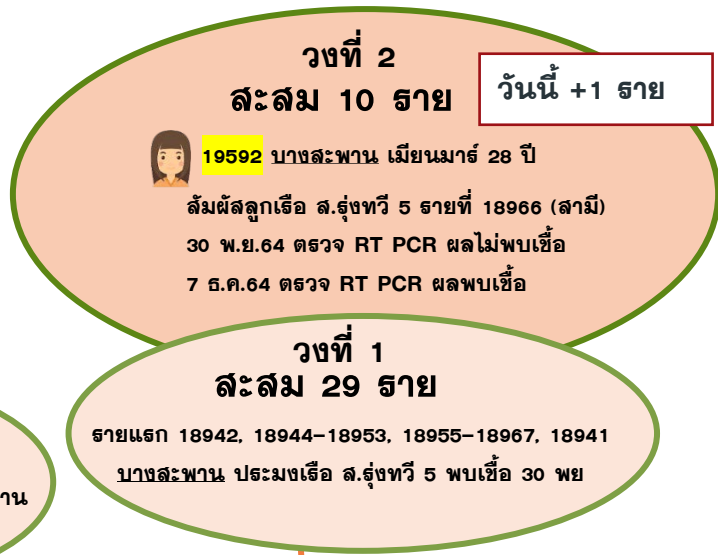 วงที่ 2
สะสม 10 ราย
วันนี้ +1 ราย
19592 บางสะพาน เมียนมาร์ 28 ปี
สัมผัสลูกเรือ ส.รุ่งทวี 5 รายที่ 18966 (สามี)
30 พ.ย.64 ตรวจ RT PCR ผลไม่พบเชื้อ
7 ธ.ค.64 ตรวจ RT PCR ผลพบเชื้อ
วงที่ 1
สะสม 29 ราย
รายแรก 18942, 18944–18953, 18955–18967, 18941
บางสะพาน ประมงเรือ ส.รุ่งทวี 5 พบเชื้อ 30 พย